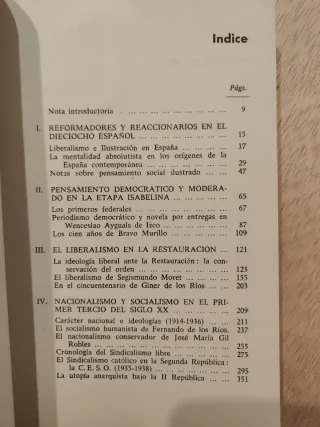 Indice
Págs.
Nota introductoria ... ... ... ... ... ... ... ... 9
I. REFORMADORES Y REACCIONARIOS EN EL
DIECIOCHO ESPAÑOL ... ... ... ... ... ... 15
Liberalismo e Ilustración en España ... ... ... 17
La mentalidad absolutista en los orígenes de la
España contemporánea ... ... ... ... ... ... 29
Notas sobre pensamiento social ilustrado ... ... 47
II. PENSAMIENTO DEMOCRATICO Y MODERA-
DO EN LA ETAPA ISABELINA ... ... ... 65
Los primeros federales ... ... ... ... ... ... 67
Periodismo democrático y novela por entregas en
Wenceslao Ayguals de Izco ... ... ... ... ... 87
Los cien años de Bravo Murillo ... ... ... ... 109
III. EL LIBERALISMO EN LA RESTAURACION ... 121
La ideología liberal ante la Restauración : la con-
servación del orden ... ... ... ... ... ... 123
El liberalismo de Segismundo Moret ... ... ... 155
En el cincuentenario de Giner de los Ríos ... ... 203
IV. NACIONALISMO Y SOCIALISMO EN EL PRI-
MER TERCIO DEL SIGLO XX ... ... ... ... 209
Carácter nacional e ideologías (1914-1936) ... ... 211
El socialismo humanista de Fernando de los Ríos. 237
El nacionalismo conservador de José María Gil
Robles ... ... ... ... ... ... ... ... ... 255
Cronología del Sindicalismo libre ... ... ... ... 275
El Sindicalismo católico en la Segunda República :
la C. E. S. O. (1935-1938) ... ... ... ... ... 295
La utopía anarquista bajo la II República ... ... 351